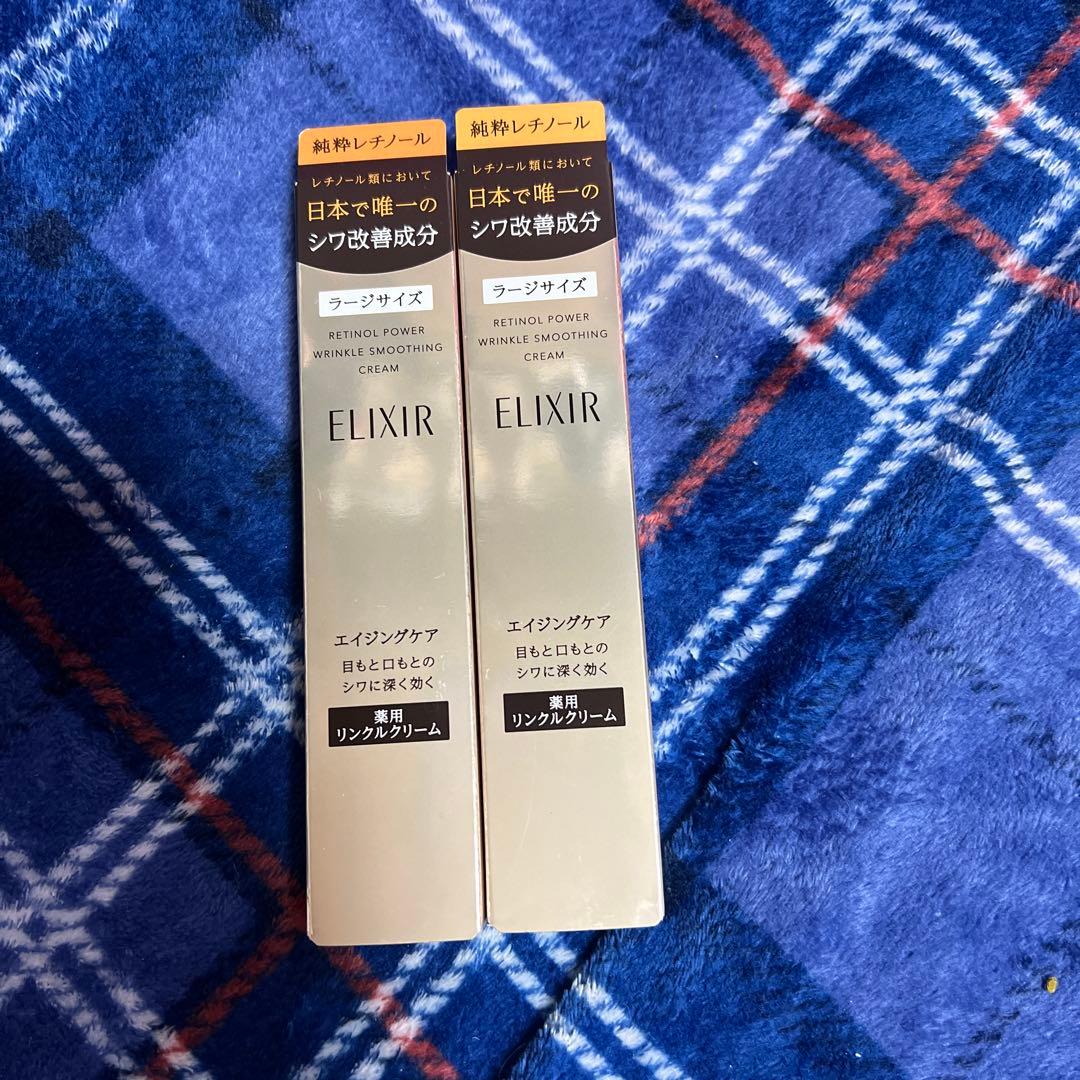 純粋レチノール
レチノール類において
日本で唯一の
シワ改善成分
ラージサイズ
RETINOL POWER
WRINKLE SMOOTHING
CREAM
ELIXIR
エイジングケア
目もと口もとの
シワに深く効く
薬用
リンクルクリーム
純粋レチノール
レチノール類において
日本で唯一の
シワ改善成分
ラージサイズ
RETINOL POWER
WRINKLE SMOOTHING
CREAM
ELIXIR
エイジングケア
目もと口もとの
シワに深く効く
薬用
リンクルクリーム